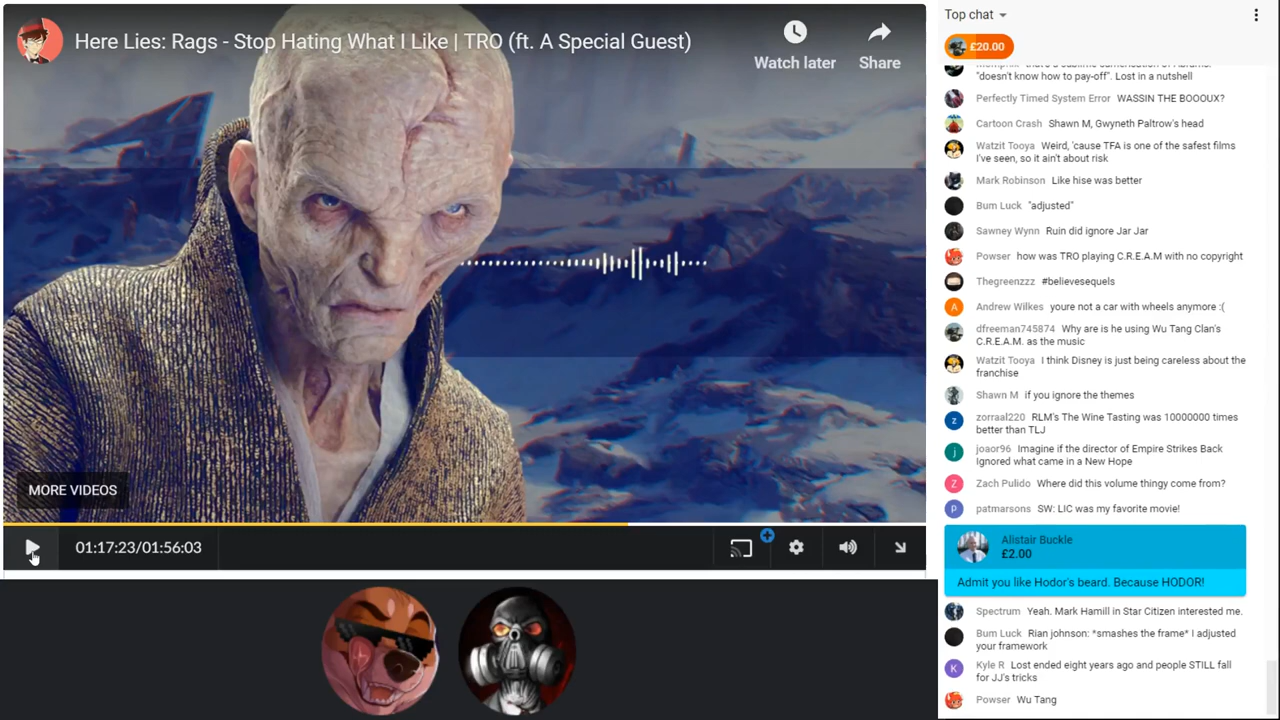 Here Lies: Rags - Stop Hating What I Like | TRO (ft. A Special Guest)
Watch later
Share
MORE VIDEOS
01:17:23/01:56:03
Top chat
£20.00
"doesn't know how to pay-off". Lost in a nutshell
Perfectly Timed System Error WASSIN THE BOOOUX?
Cartoon Crash Shawn M, Gwyneth Paltrow's head
Watzit Tooya Weird, 'cause TFA is one of the safest films
I've seen, so it ain't about risk
Mark Robinson Like hise was better
Bum Luck "adjusted"
Sawney Wynn Ruin did ignore Jar Jar
Powser how was TRO playing C.R.E.A.M with no copyright
Thegreenzzz #believesequels
Andrew Wilkes youre not a car with wheels anymore :(
dfreeman745874 Why are is he using Wu Tang Clan's
C.R.E.A.M. as the music
Watzit Tooya I think Disney is just being careless about the
franchise
Shawn M if you ignore the themes
zorraal220 RLM's The Wine Tasting was 10000000 times
better than TLJ
joaor96 Imagine if the director of Empire Strikes Back
Ignored what came in a New Hope
Zach Pulido Where did this volume thingy come from?
patmarsons SW: LIC was my favorite movie!
Alistair Buckle
£2.00
Admit you like Hodor's beard. Because HODOR!
Spectrum Yeah. Mark Hamill in Star Citizen interested me.
Bum Luck Rian johnson: *smashes the frame* I adjusted
your framework
Kyle R Lost ended eight years ago and people STILL fall
for JJ's tricks
Powser Wu Tang